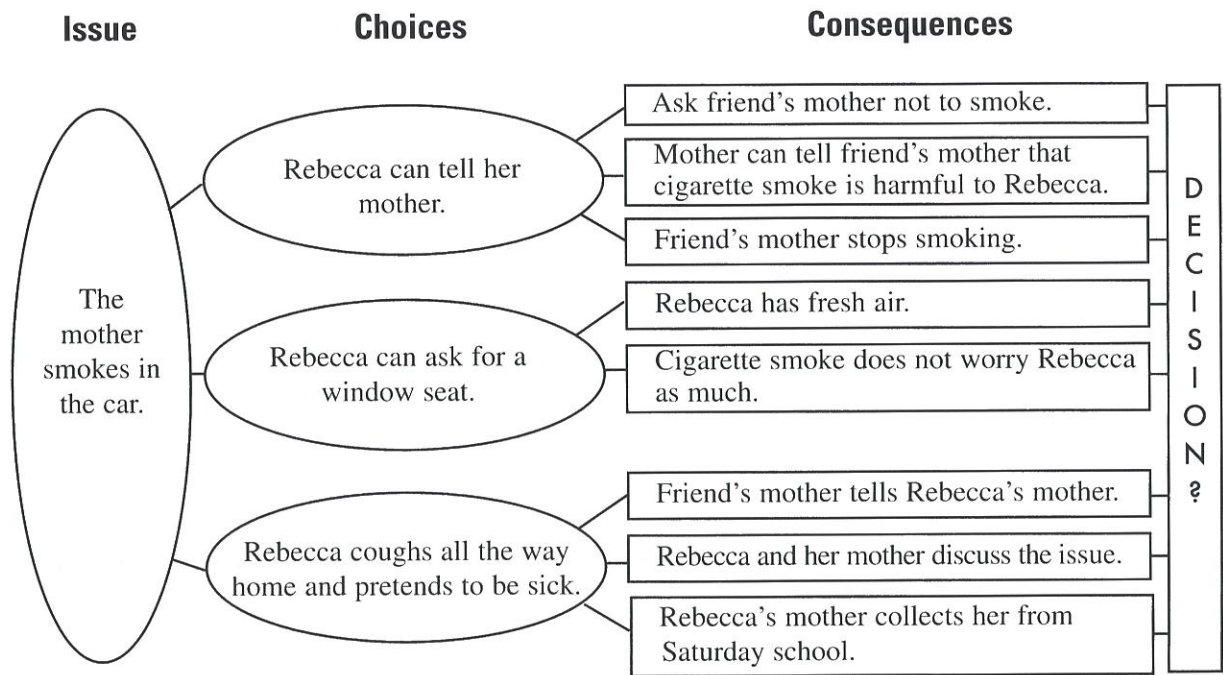 Issue
Choices
Consequences
The
mother
smokes in
the car.
Rebecca can tell her
mother.
Ask friend's mother not to smoke.
Mother can tell friend's mother that
cigarette smoke is harmful to Rebecca.
Friend's mother stops smoking.
Rebecca can ask for a
window seat.
Rebecca has fresh air.
Cigarette smoke does not worry Rebecca
as much.
Rebecca coughs all the way
home and pretends to be sick.
Friend's mother tells Rebecca's mother.
Rebecca and her mother discuss the issue.
Rebecca's mother collects her from
Saturday school.
DECISION?